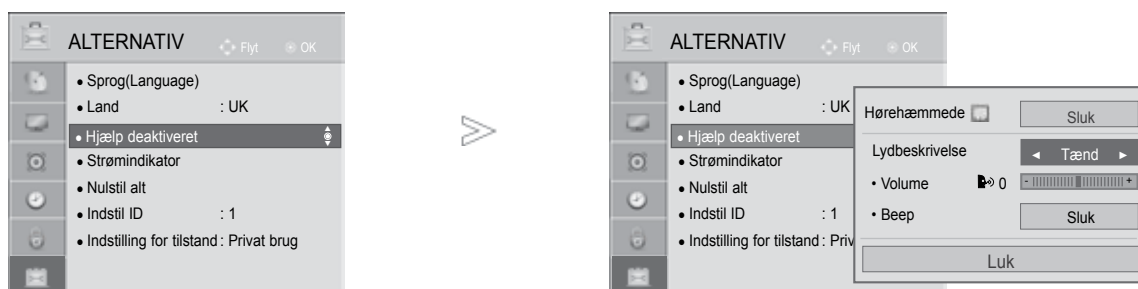 ALTERNATIV Flyt OK
• Sprog(Language)
• Land : UK
• Hjælp deaktiveret
• Strømindikator
• Nulstil alt
• Indstil ID : 1
• Indstilling for tilstand : Privat brug
ALTERNATIV Flyt OK
• Sprog(Language)
• Land : UK
• Hjælp deaktiveret
• Strømindikator
• Nulstil alt
• Indstil ID : 1
• Indstilling for tilstand : Priv
Hørehæmmede Sluk
Lydbeskrivelse ◄ Tænd ►
• Volume 0 - +
• Beep Sluk
Luk